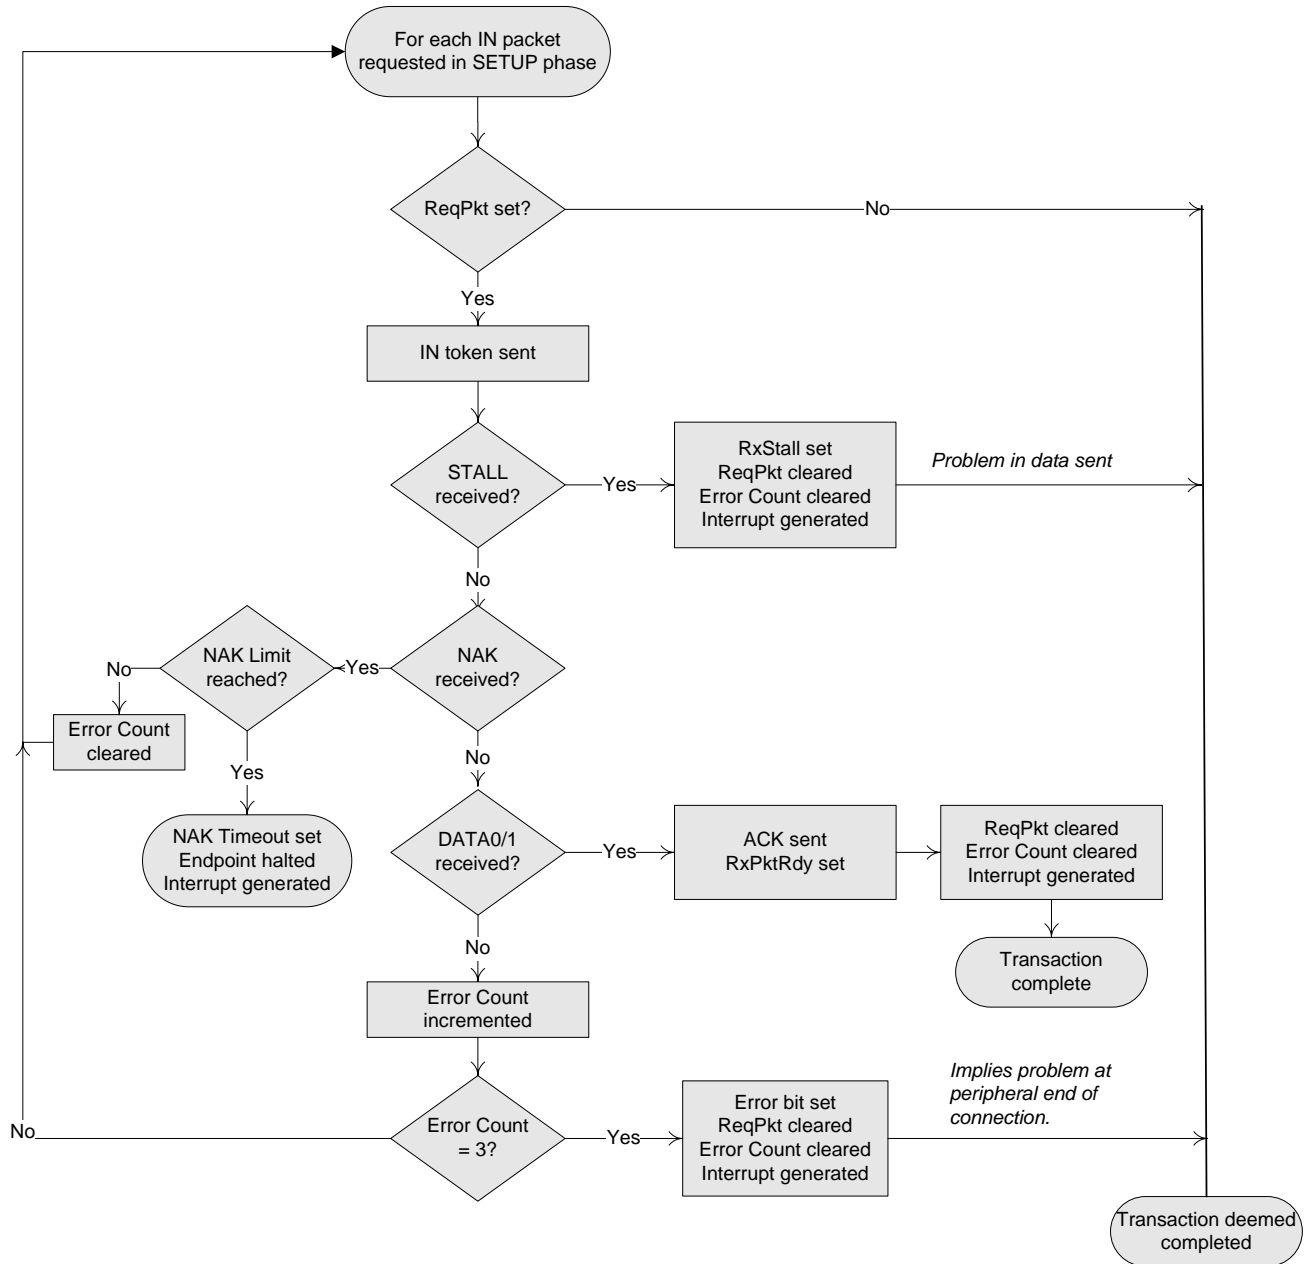 For each IN packet
requested in SETUP phase
ReqPkt set?
No
Yes
IN token sent
STALL
received?
Yes
RxStall set
ReqPkt cleared
Error Count cleared
Interrupt generated
Problem in data sent
No
NAK Limit
reached?
No
Yes
NAK
received?
Error Count
cleared
Yes
No
NAK Timeout set
Endpoint halted
Interrupt generated
DATA0/1
received?
Yes
ACK sent
RxPktRdy set
ReqPkt cleared
Error Count cleared
Interrupt generated
No
Transaction
complete
Error Count
incremented
Implies problem at
peripheral end of
connection.
No
Error Count
= 3?
Yes
Error bit set
ReqPkt cleared
Error Count cleared
Interrupt generated
Transaction deemed
completed